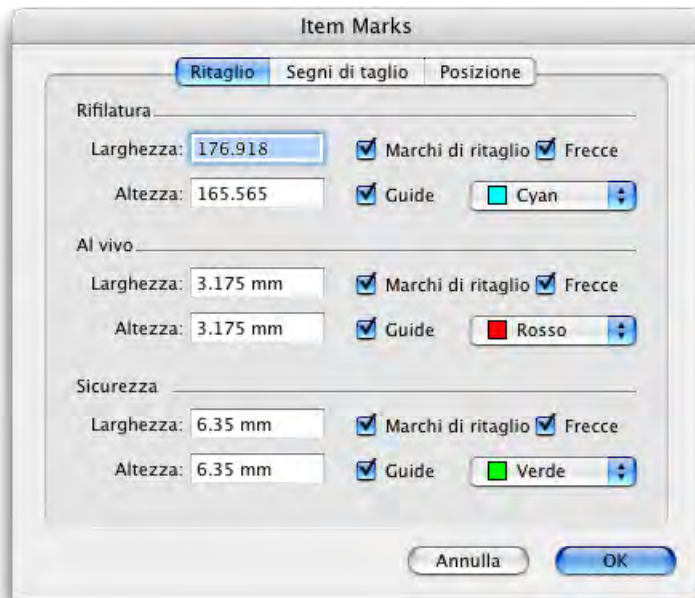 Item Marks
Ritaglio Segni di taglio Posizione
Rifilatura
Larghezza: 176.918 Marchi di ritaglio Frecce
Altezza: 165.565 Guide Cyan
Al vivo
Larghezza: 3.175 mm Marchi di ritaglio Frecce
Altezza: 3.175 mm Guide Rosso
Sicurezza
Larghezza: 6.35 mm Marchi di ritaglio Frecce
Altezza: 6.35 mm Guide Verde
Annulla OK